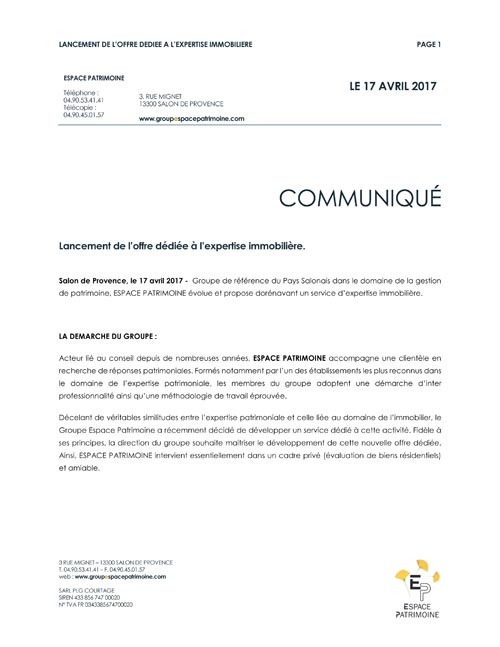 LANCEMENT DE L'OFFRE DEDIEE A L'EXPERTISE IMMOBILIERE PAGE 1
ESPACE PATRIMOINE
Téléphone :
04.90.53.41.41
Télécopie :
04.90.45.01.57
3, RUE MIGNET
13300 SALON DE PROVENCE
www.groupespacepatrimoine.com
LE 17 AVRIL 2017
COMMUNIQUÉ
Lancement de l'offre dédiée à l'expertise immobilière.
Salon de Provence, le 17 avril 2017 - Groupe de référence du Pays Salonais dans le domaine de la gestion
de patrimoine, ESPACE PATRIMOINE évolue et propose dorénavant un service d'expertise immobilière.
LA DEMARCHE DU GROUPE :
Acteur lié au conseil depuis de nombreuses années, ESPACE PATRIMOINE accompagne une clientèle en
recherche de réponses patrimoniales. Formés notamment par l'un des établissements les plus reconnus dans
le domaine de l'expertise patrimoniale, les membres du groupe adoptent une démarche d'inter
professionnalité ainsi qu'une méthodologie de travail éprouvée.
Décelant de véritables similitudes entre l'expertise patrimoniale et celle liée au domaine de l'immobilier, le
Groupe Espace Patrimoine a récemment décidé de développer un service dédié à cette activité. Fidèle à
ses principes, la direction du groupe souhaite maitriser le développement de cette nouvelle offre dédiée.
Ainsi, ESPACE PATRIMOINE intervient essentiellement dans un cadre privé (évaluation de biens résidentiels)
et amiable.
3 RUE MIGNET – 13300 SALON DE PROVENCE
T. 04.90.53.41.41 – F. 04.90.45.01.57
web : www.groupespacepatrimoine.com
SARL PLG COURTAGE
SIREN 433 856 747 00020
N° TVA FR 0343385674700020
EP
ESPACE
PATRIMOINE